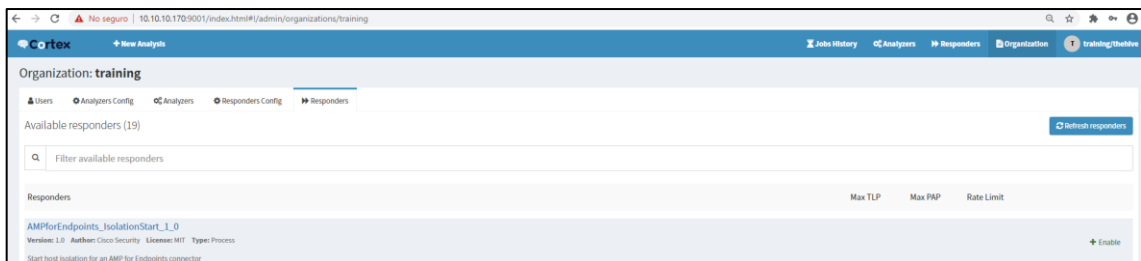 No seguro | 10.10.10.170:9001/index.html#!/admin/organizations/training
Cortex + New Analysis Jobs History Analyzers Responders Organization T training/thehive
Organization: training
Users Analyzers Config Analyzers Responders Config Responders
Available responders (19) Refresh responders
Filter available responders
Responders Max TLP Max PAP Rate Limit
AMPforEndpoints_IsolationStart_1_0
Version: 1.0 Author: Cisco Security License: MIT Type: Process
+ Enable
Start host isolation for an AMP for Endpoints connector